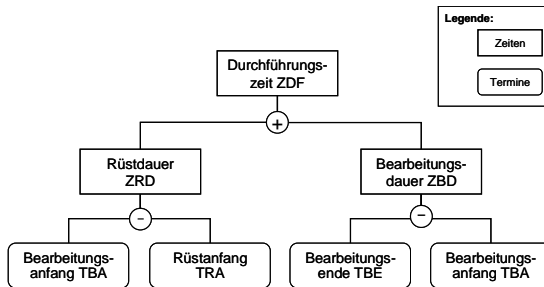 Legende:
Zeiten
Termine
Durchführungs-
zeit ZDF
+
Rüstdauer
ZRD
Bearbeitungs-
dauer ZBD
-
-
Bearbeitungs-
anfang TBA
Rüstanfang
TRA
Bearbeitungs-
ende TBE
Bearbeitungs-
anfang TBA